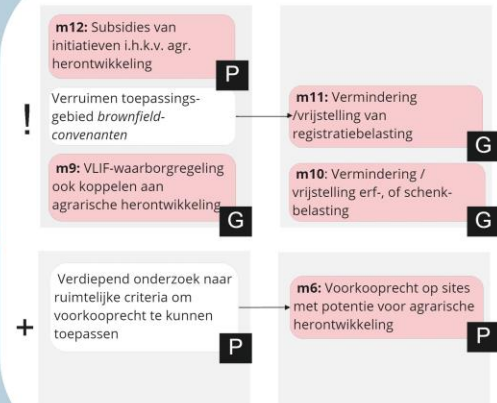 m12: Subsidies van
initiatieven i.h.k.v. agr.
herontwikkeling
P
!
Verruimen toepassings-
gebied brownfield-
convenanten
m9: VLIF-waarborgregeling
ook koppelen aan
agrarische herontwikkeling
G
m11: Vermindering
/vrijstelling van
registratiebelasting
G
m10: Vermindering /
vrijstelling erf-, of schenk-
belasting
G
+
Verdiepend onderzoek naar
ruimtelijke criteria om
voorkooprecht te kunnen
toepassen
P
m6: Voorkooprecht op sites
met potentie voor agrarische
herontwikkeling
P